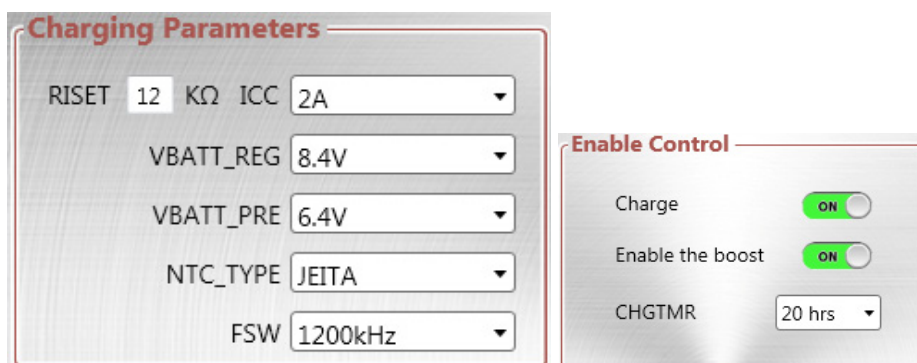 Charging Parameters
RISET 12 KΩ ICC 2A
VBATT_REG 8.4V
VBATT_PRE 6.4V
NTC_TYPE JEITA
FSW 1200kHz
Enable Control
Charge ON
Enable the boost ON
CHGTMR 20 hrs